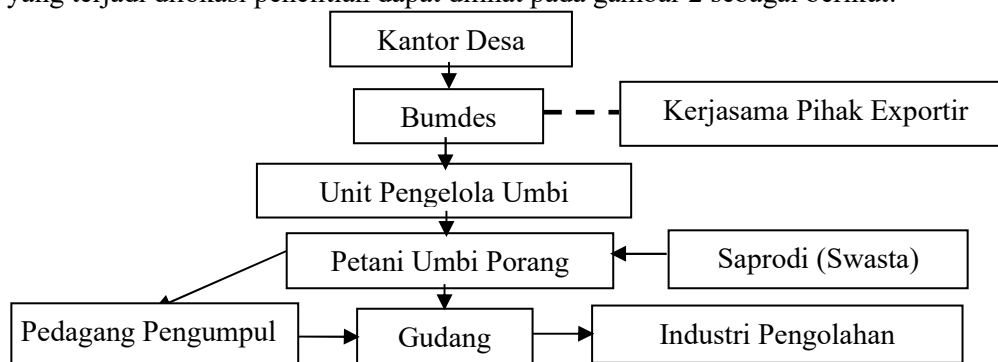 yang terjadi dilokasi penelitian dapat dilihat pada gambar 2 sebagai berikut:
Kantor Desa
Bumdes
Kerjasama Pihak Exportir
Unit Pengelola Umbi
Petani Umbi Porang
Saprodi (Swasta)
Pedagang Pengumpul
Gudang
Industri Pengolahan